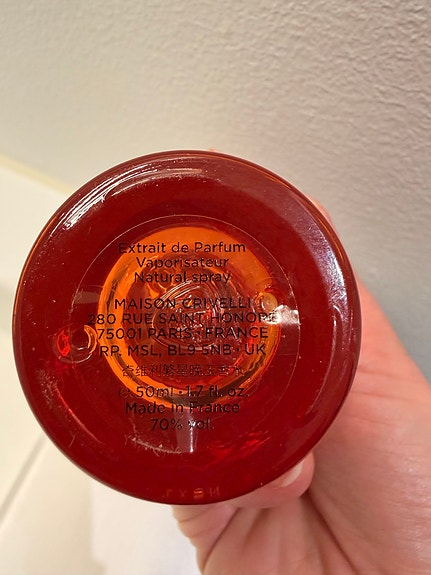 Extrait de Parfum
Vaporisateur
Natural spray
MAISON CRIVELLI
280 RUE SAINT HONORÉ
75001 PARIS, FRANCE
RP. MSL, BL9 5NB · UK
℮ 50ml · 1.7 fl. oz.
Made in France
70% vol.